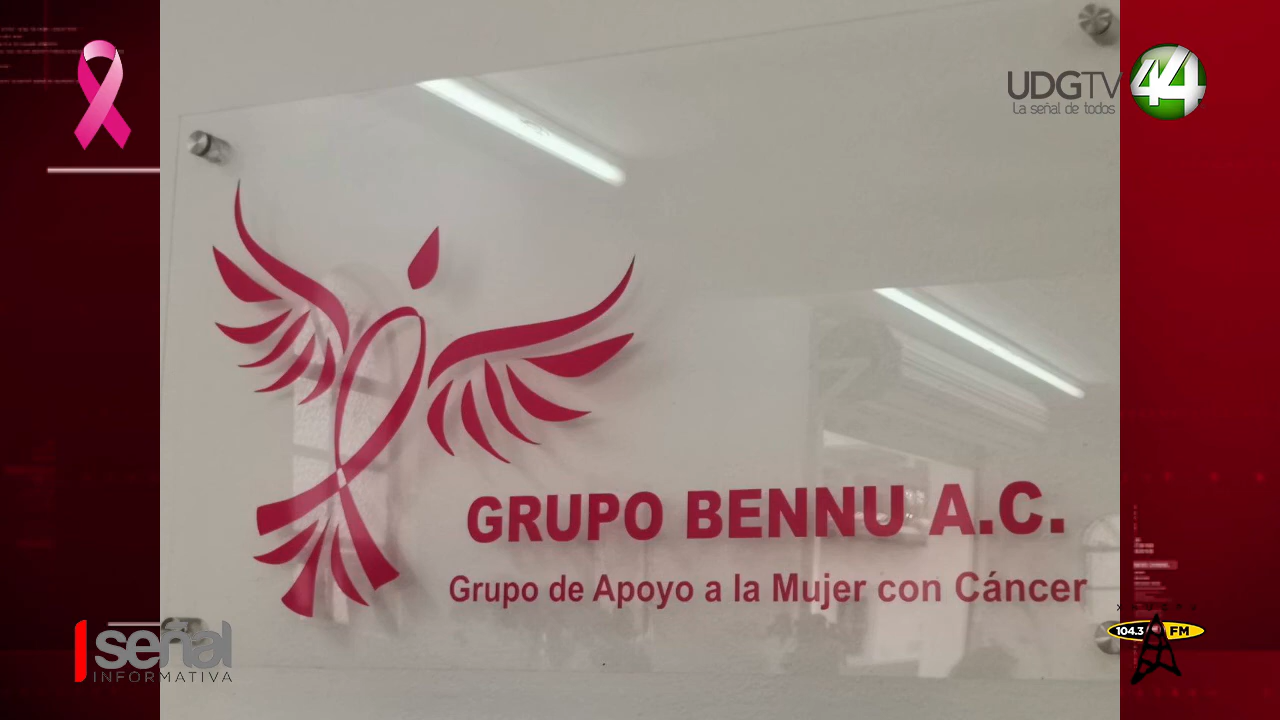 UDGTV 44
La señal de todos
GRUPO BENNU A.C.
Grupo de Apoyo a la Mujer con Cáncer
señal
INFORMATIVA
104.3 FM